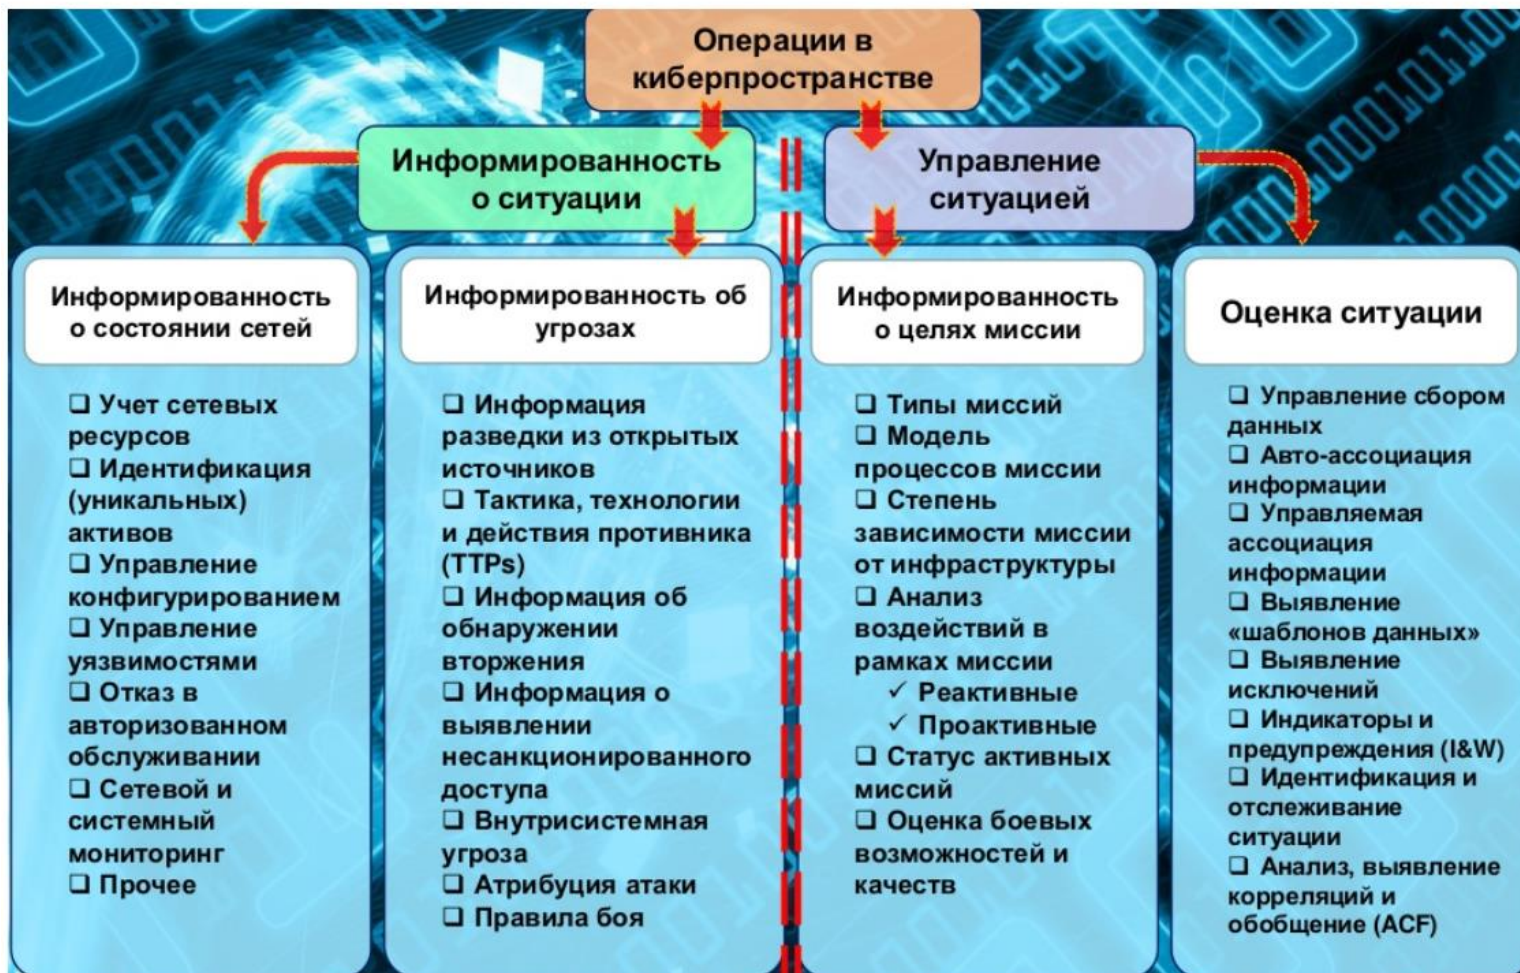 Операции в
киберпространстве
Информированность
о ситуации
Управление
ситуацией
Информированность
о состоянии сетей
❑ Учет сетевых
ресурсов
❑ Идентификация
(уникальных)
активов
❑ Управление
конфигурированием
❑ Управление
уязвимостями
❑ Отказ в
авторизованном
обслуживании
❑ Сетевой и
системный
мониторинг
❑ Прочее
Информированность об
угрозах
❑ Информация
разведки из открытых
источников
❑ Тактика, технологии
и действия противника
(TTPs)
❑ Информация об
обнаружении
вторжения
❑ Информация о
выявлении
несанкционированного
доступа
❑ Внутрисистемная
угроза
❑ Атрибуция атаки
❑ Правила боя
Информированность
о целях миссии
❑ Типы миссий
❑ Модель
процессов миссии
❑ Степень
зависимости миссии
от инфраструктуры
❑ Анализ
воздействий в
рамках миссии
✓ Реактивные
✓ Проактивные
❑ Статус активных
миссий
❑ Оценка боевых
возможностей и
качеств
Оценка ситуации
❑ Управление сбором
данных
❑ Авто-ассоциация
информации
❑ Управляемая
ассоциация
информации
❑ Выявление
«шаблонов данных»
❑ Выявление
исключений
❑ Индикаторы и
предупреждения (I&W)
❑ Идентификация и
отслеживание
ситуации
❑ Анализ, выявление
корреляций и
обобщение (ACF)